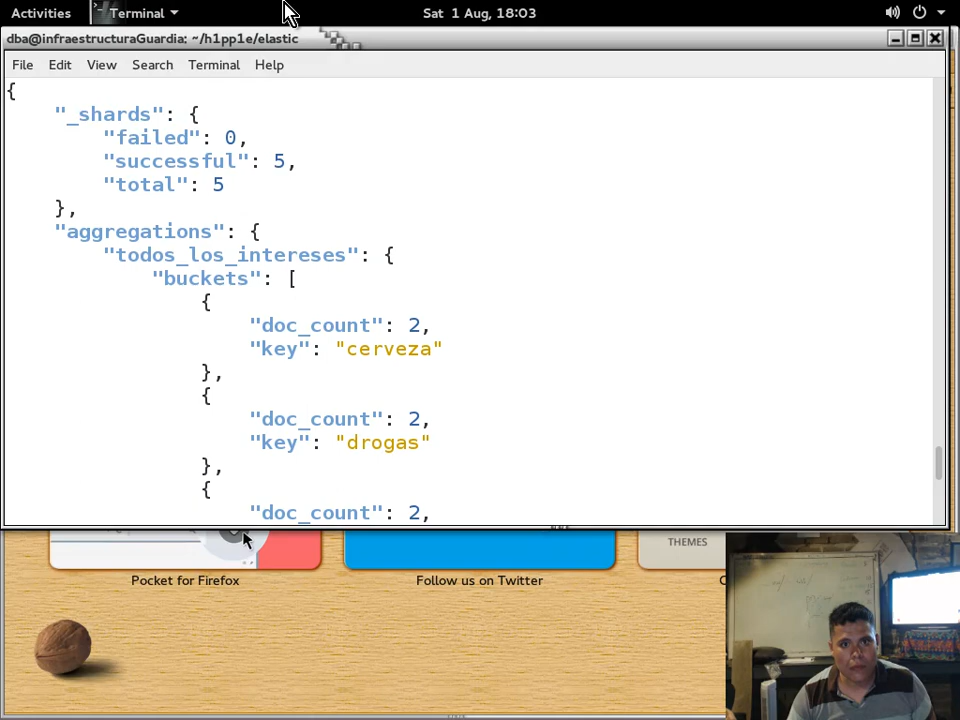 Activities
Terminal
Sat 1 Aug, 18:03
dba@infraestructuraGuardia: ~/h1pp1e/elastic
File Edit View Search Terminal Help
{
"_shards": {
"failed": 0,
"successful": 5,
"total": 5
},
"aggregations": {
"todos_los_intereses": {
"buckets": [
{
"doc_count": 2,
"key": "cerveza"
},
{
"doc_count": 2,
"key": "drogas"
},
{
"doc_count": 2,
THEMES
Pocket for Firefox
Follow us on Twitter